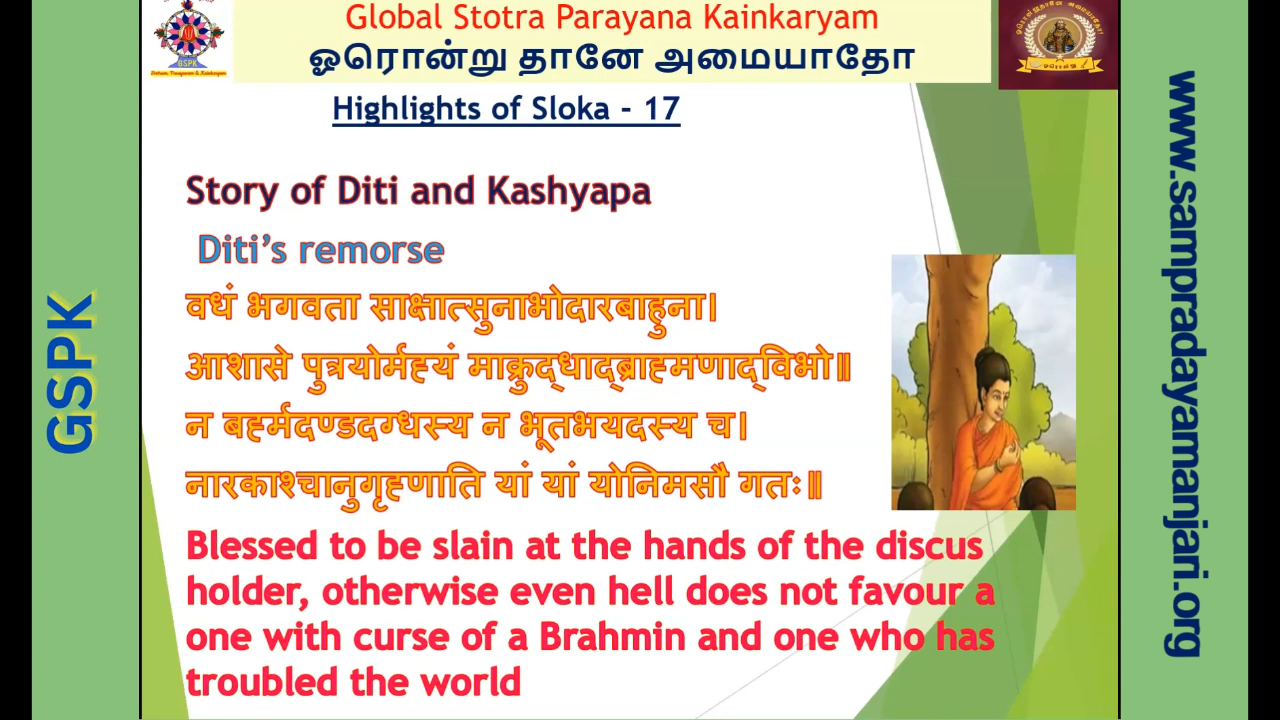 Global Stotra Parayana Kainkaryam
ஓரொன்று தானே அமையாதோ
Highlights of Sloka - 17
Story of Diti and Kashyapa
Diti's remorse
वधं भगवता साक्षात्सुनाभोदारबाहुना।
आशासे पुत्रयोर्मह्यं माक्रुद्धाद्ब्राह्मणाद्विभो॥
न बर्ह्मदण्डदग्धस्य न भूतभयदस्य च।
नारकाश्चानुगृह्णाति यां यां योनिमसौ गतः॥
Blessed to be slain at the hands of the discus
holder, otherwise even hell does not favour a
one with curse of a Brahmin and one who has
troubled the world
GSPK
www.sampradayamanjari.org
GSPK